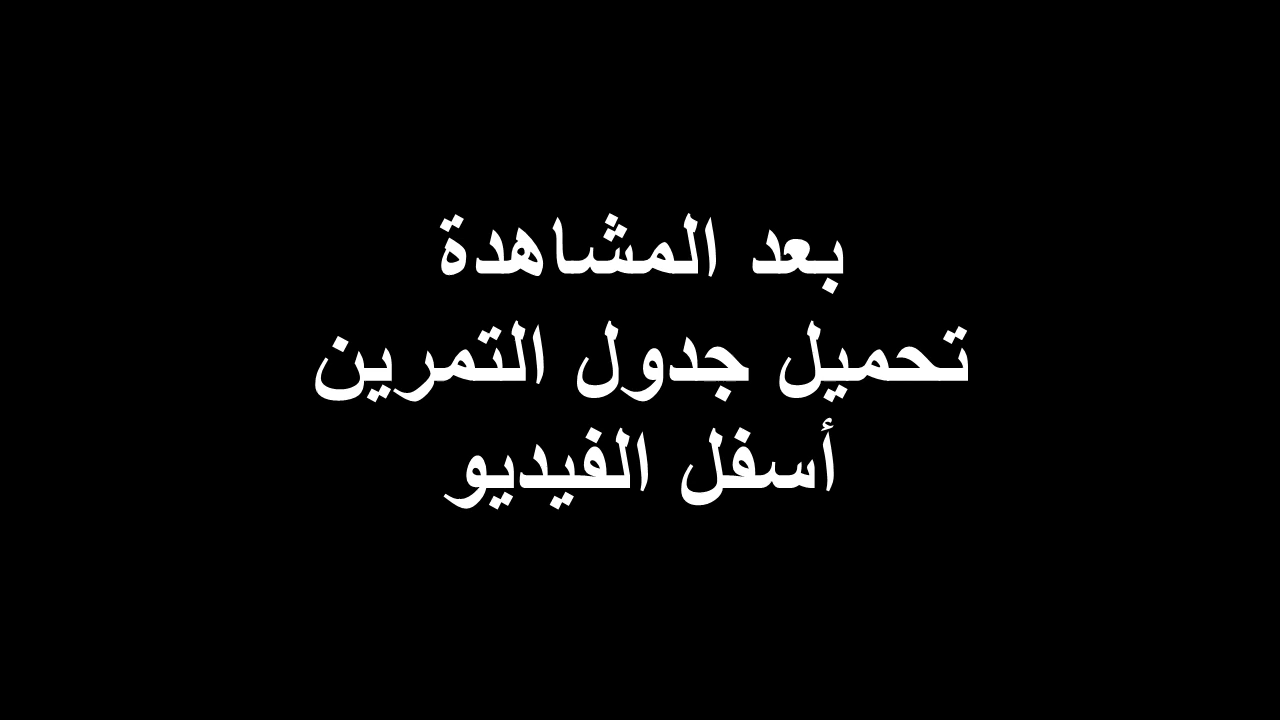 بعد المشاهدة
تحميل جدول التمرين
أسفل الفيديو